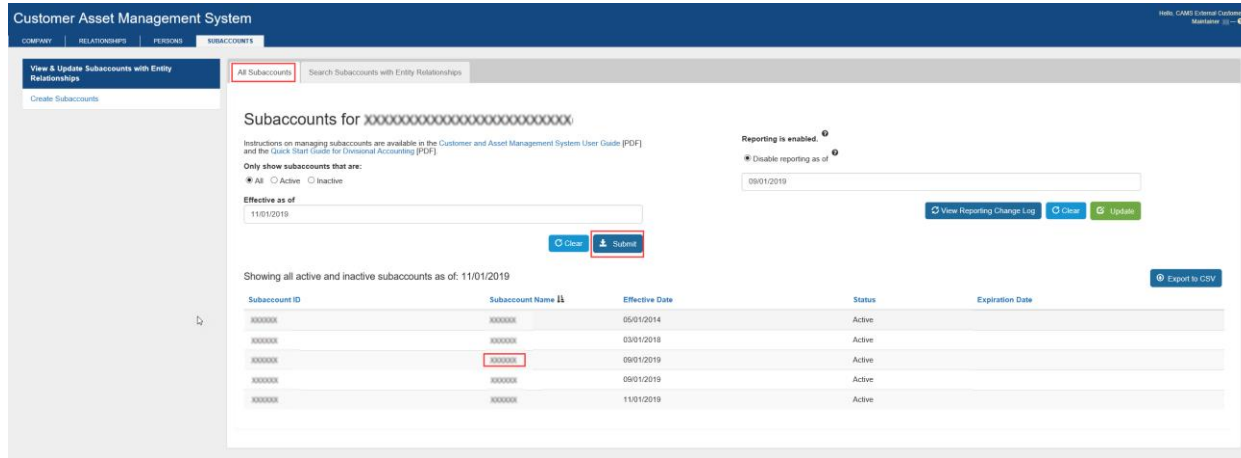 Customer Asset Management System
Hello, CAMS External Custome
Maintainer
COMPANY RELATIONSHIPS PERSONS SUBACCOUNTS
View & Update Subaccounts with Entity
Relationships
Create Subaccounts
All Subaccounts Search Subaccounts with Entity Relationships
Subaccounts for XXXXXXXXXXXXXXXXXXXXXXXXX
Instructions on managing subaccounts are available in the Customer and Asset Management System User Guide [PDF]
and the Quick Start Guide for Divisional Accounting [PDF].
Only show subaccounts that are:
All Active Inactive
Effective as of
11/01/2019
Clear Submit
Reporting is enabled.
Disable reporting as of
09/01/2019
View Reporting Change Log Clear Update
Showing all active and inactive subaccounts as of: 11/01/2019
Export to CSV
Subaccount ID Subaccount Name Effective Date Status Expiration Date
XXXXXX XXXXXX 05/01/2014 Active
XXXXXX XXXXXX 03/01/2018 Active
XXXXXX XXXXXX 09/01/2019 Active
XXXXXX XXXXXX 09/01/2019 Active
XXXXXX XXXXXX 11/01/2019 Active